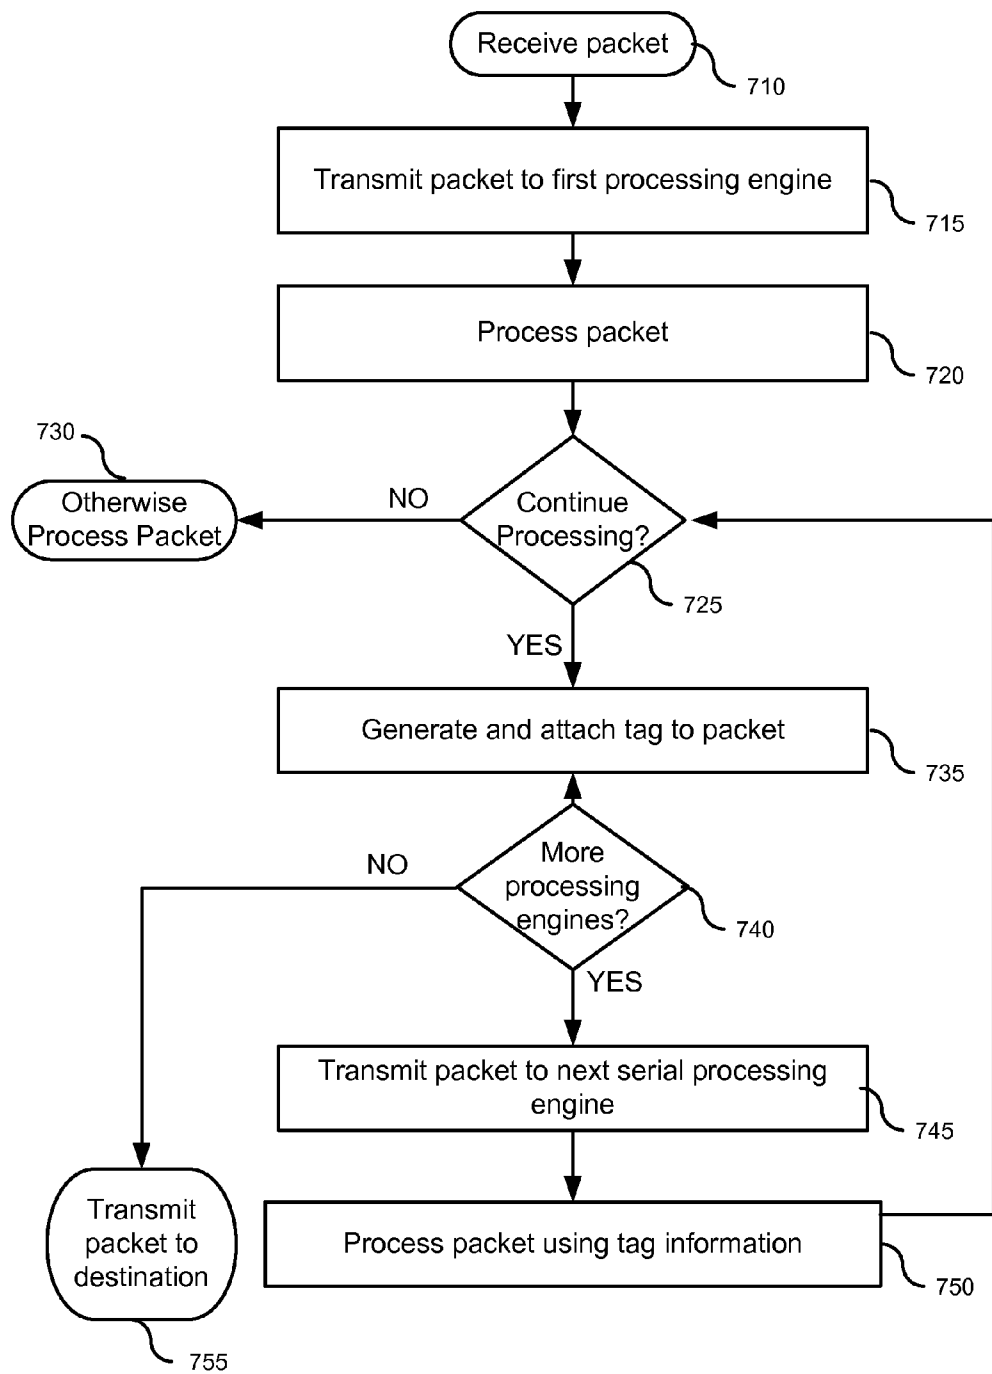 Receive packet
710
Transmit packet to first processing engine
715
Process packet
720
730
Otherwise
Process Packet
NO
Continue
Processing?
725
YES
Generate and attach tag to packet
735
NO
More
processing
engines?
740
YES
Transmit packet to next serial processing
engine
745
Transmit
packet to
destination
Process packet using tag information
750
755